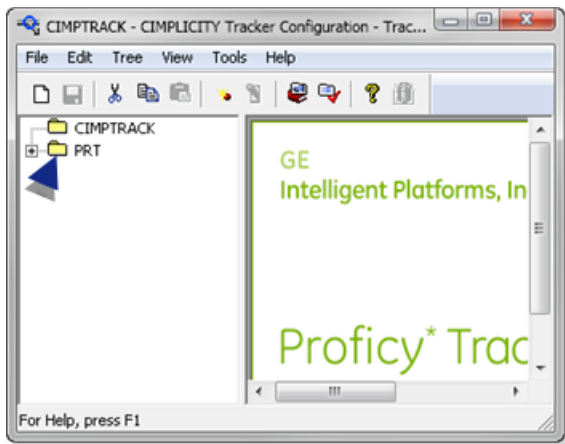 CIMPTRACK - CIMPLICITY Tracker Configuration - Trac...
File Edit Tree View Tools Help
CIMPTRACK
PRT
GE
Intelligent Platforms, In
Proficy* Trac
For Help, press F1